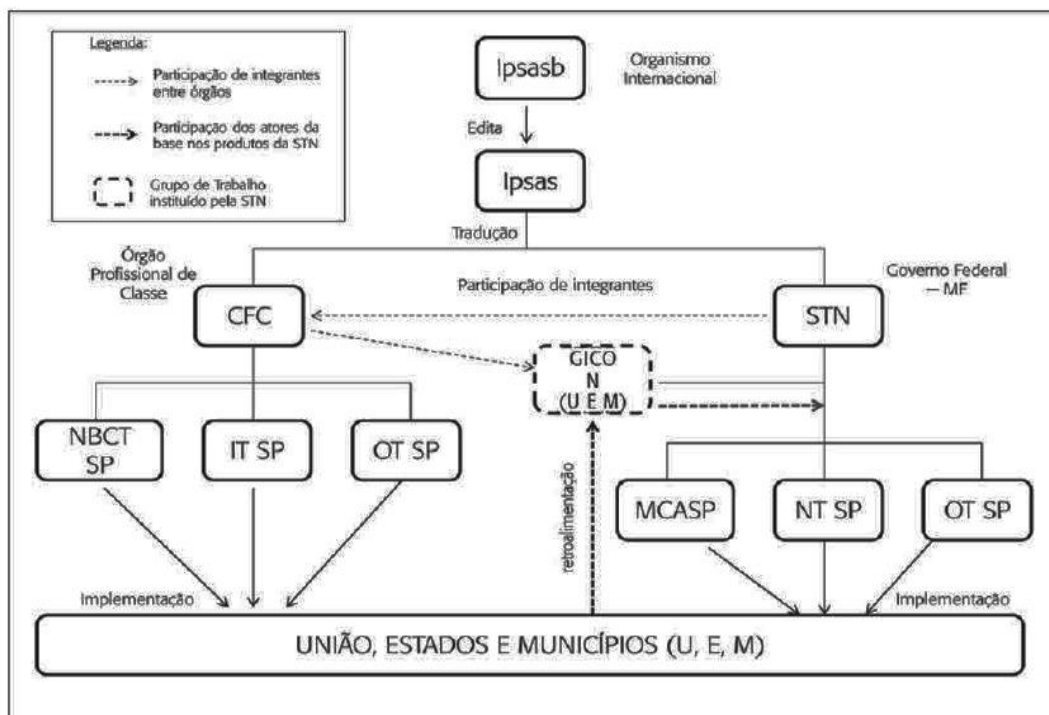 Legenda:
Participação de integrantes
entre órgãos
Participação dos atores da
base nos produtos da STN
Grupo de Trabalho
instituído pela STN
Ipsasb
Organismo
Internacional
Edita
Ipsas
Tradução
Órgão
Profissional de
Classe
Participação de integrantes
Governo Federal
— MF
CFC
STN
GICO
N
(U E M)
NBCT
SP
IT SP
OT SP
retroalimentação
MCASP
NT SP
OT SP
Implementação
Implementação
UNIÃO, ESTADOS E MUNICÍPIOS (U, E, M)